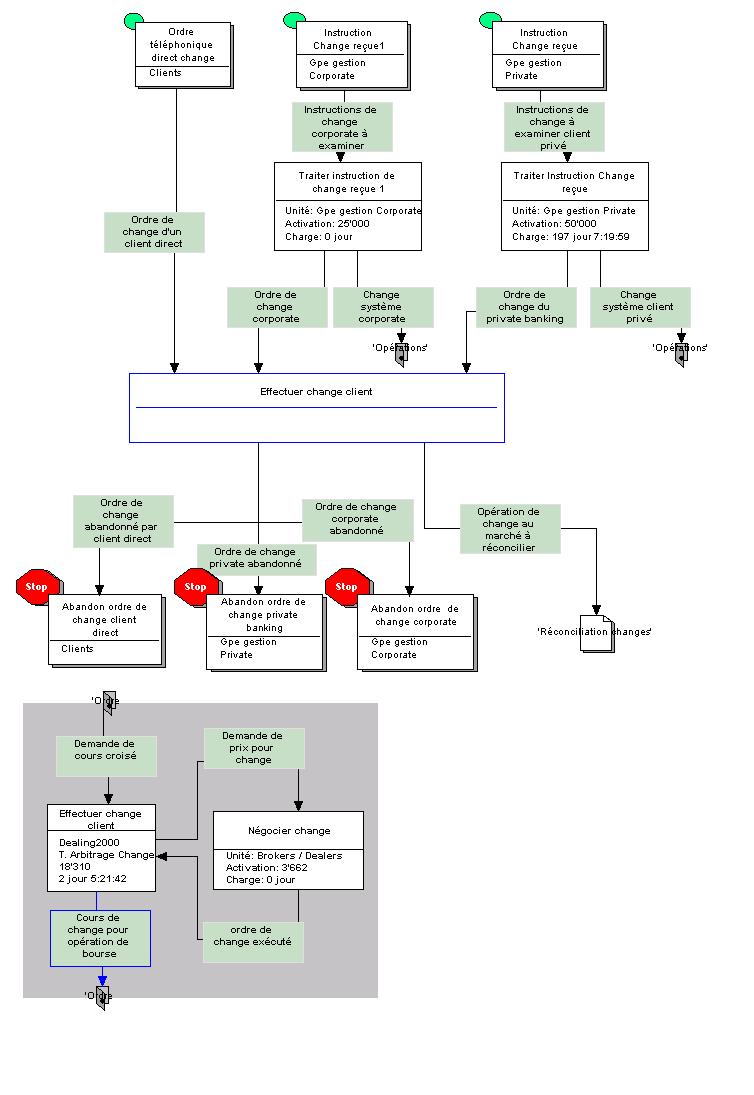 Ordre
téléphonique
direct change
Clients
Instruction
Change reçue1
Gpe gestion
Corporate
Instruction
Change reçue
Gpe gestion
Private
Instructions de
change
corporate à
examiner
Instructions de
change à
examiner client
privé
Traiter instruction de
change reçue 1
Unité: Gpe gestion Corporate
Activation: 25'000
Charge: 0 jour
Traiter Instruction Change
reçue
Unité: Gpe gestion Private
Activation: 50'000
Charge: 197 jour 7:19:59
Ordre de
change d'un
client direct
Ordre de
change
corporate
Change
système
corporate
Ordre de
change du
private banking
Change
système client
privé
'Opérations'
'Opérations'
Effectuer change client
Ordre de
change
abandonné par
client direct
Ordre de change
corporate
abandonné
Opération de
change au
marché à
réconcilier
Ordre de change
private abandonné
Stop
Abandon ordre de
change client
direct
Clients
Stop
Abandon ordre de
change private
banking
Gpe gestion
Private
Stop
Abandon ordre de
change corporate
Gpe gestion
Corporate
'Réconciliation changes'
'Ordre
Demande de
cours croisé
Demande de
prix pour
change
Effectuer change
client
Dealing2000
T. Arbitrage Change
18'310
2 jour 5:21:42
Négocier change
Unité: Brokers / Dealers
Activation: 3'662
Charge: 0 jour
Cours de
change pour
opération de
bourse
ordre de
change exécuté
'Ordre